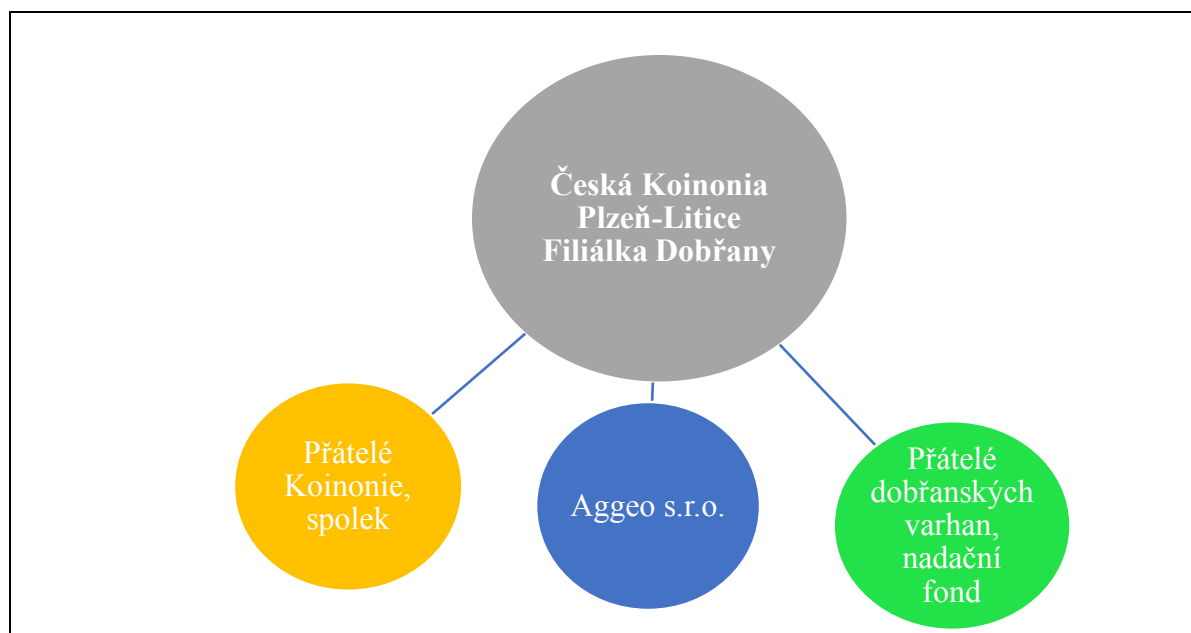 Česká Koinonia
Plzeň-Litice
Filiálka Dobřany
Přátelé
Koinonie,
spolek
Aggeo s.r.o.
Přátelé
dobřanských
varhan,
nadační
fond